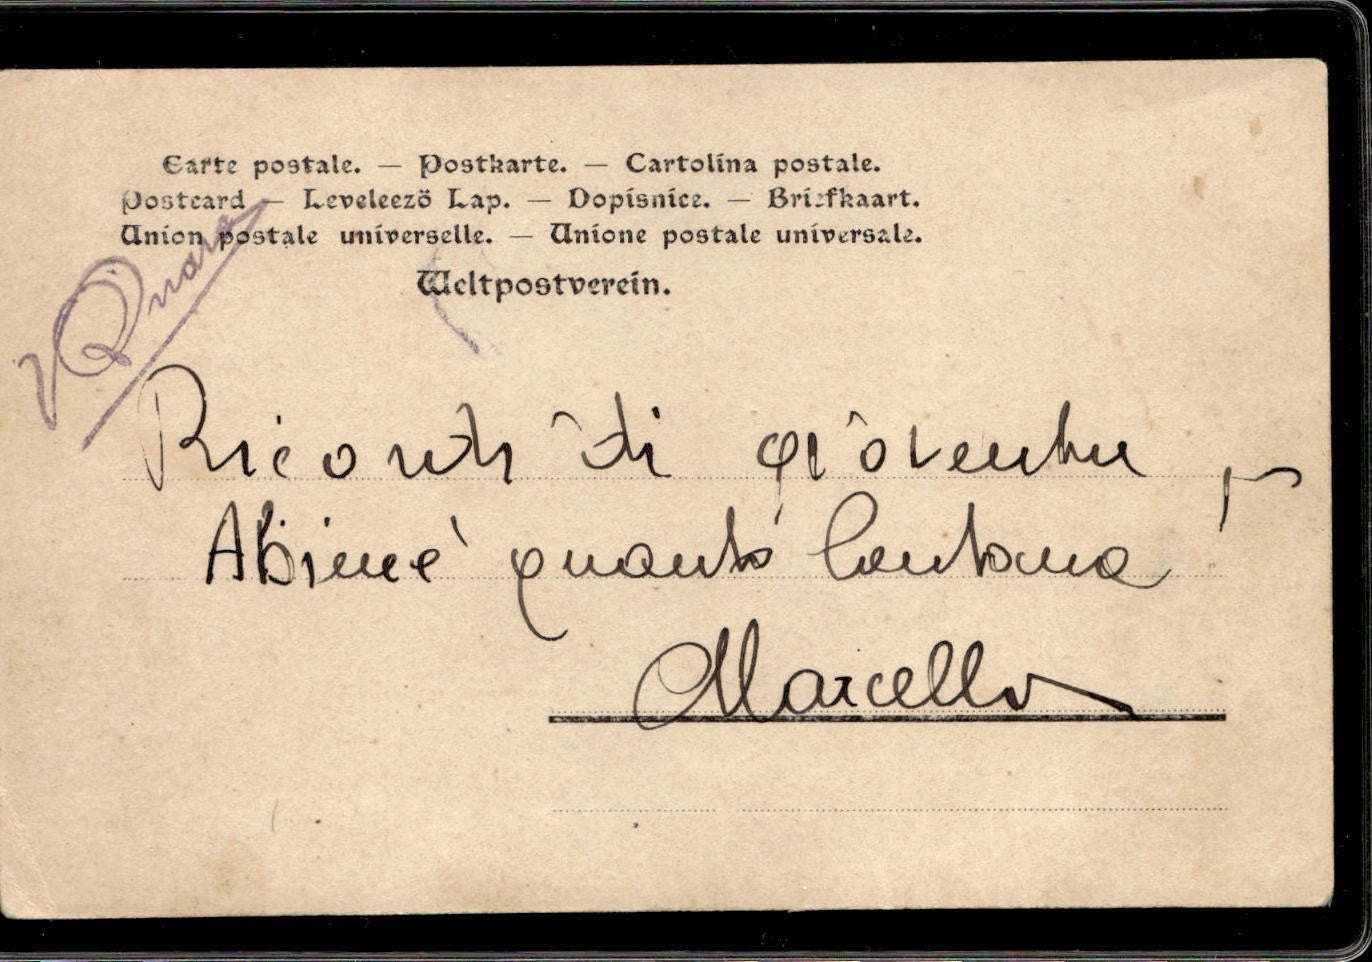 Carte postale. — Postkarte. — Cartolina postale.
Postcard — Leveleezö Lap. — Dopisnice. — Briefkaart.
Union postale universelle. — Unione postale universale.
Weltpostverein.
Ricordi di gioventu
Ahimè quanto lontana
Marcello